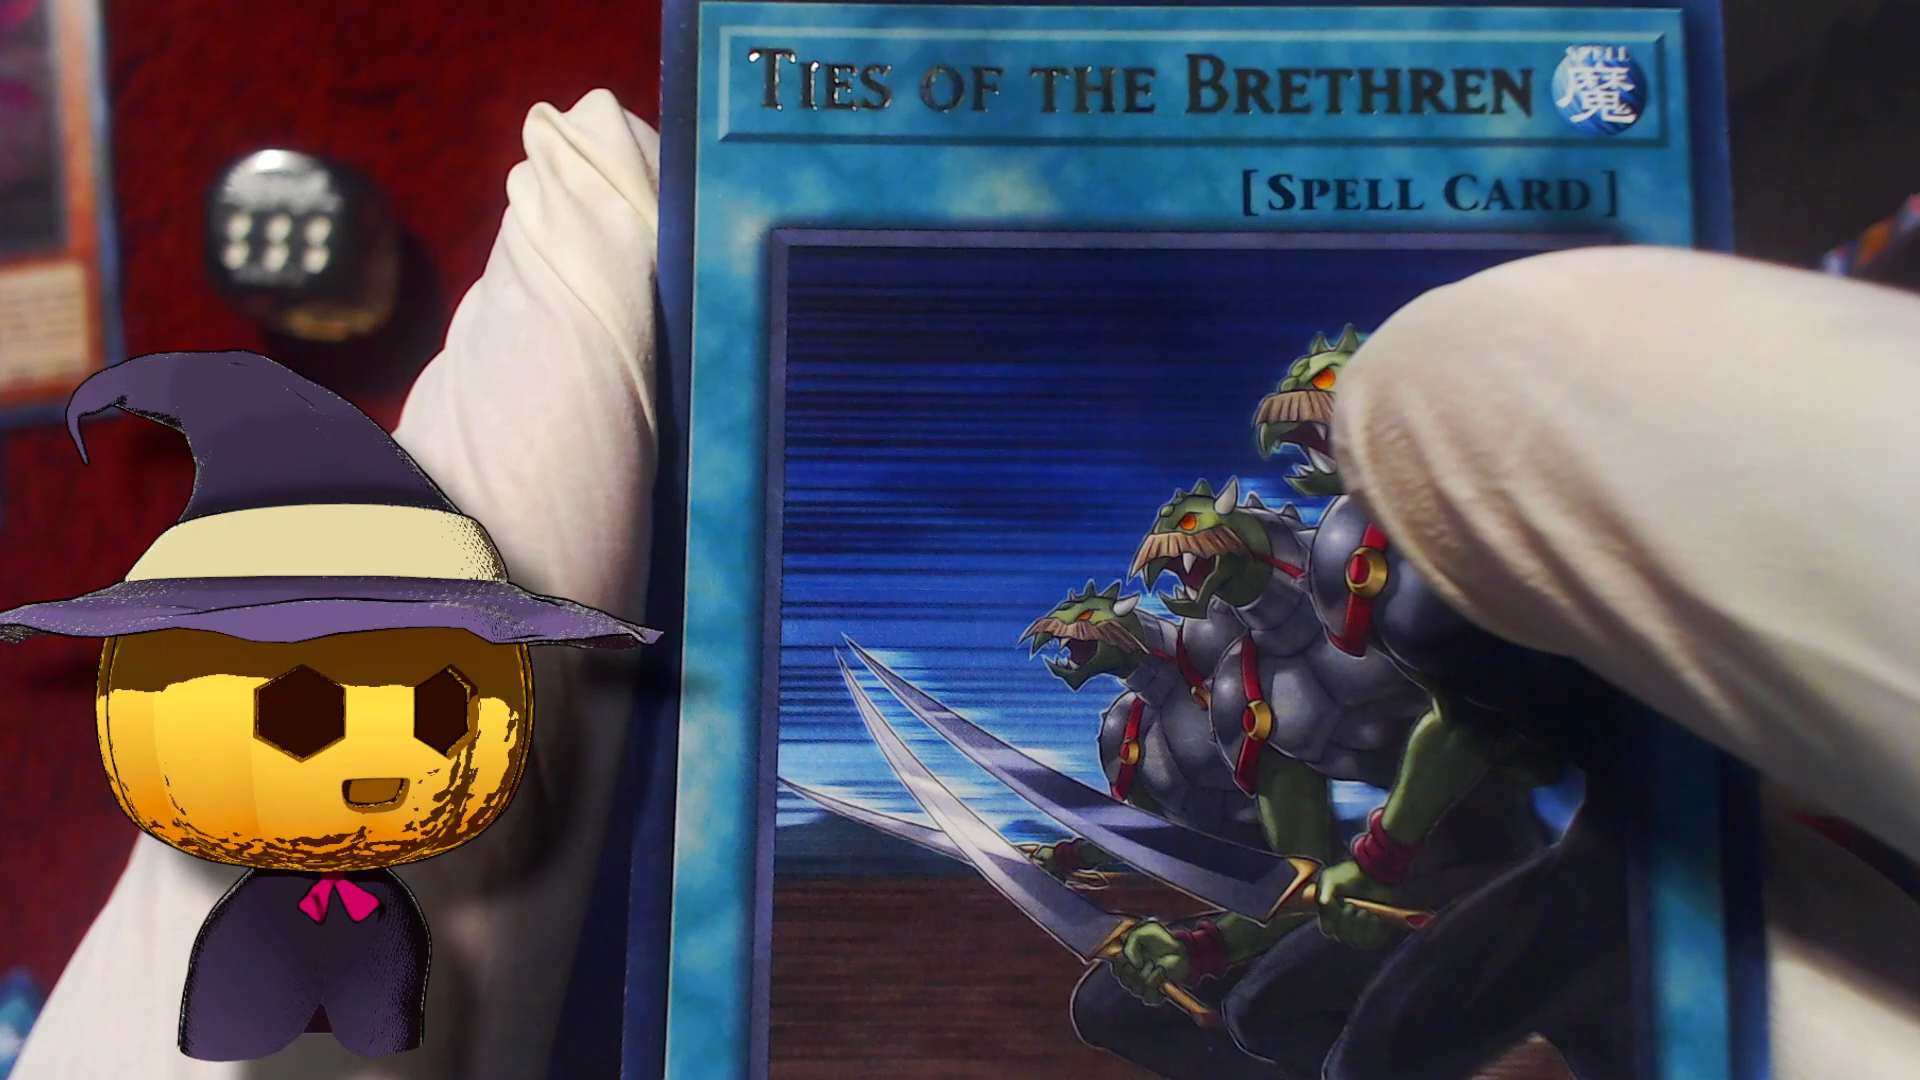 TIES OF THE BRETHREN
SPELL
魔
[SPELL CARD]